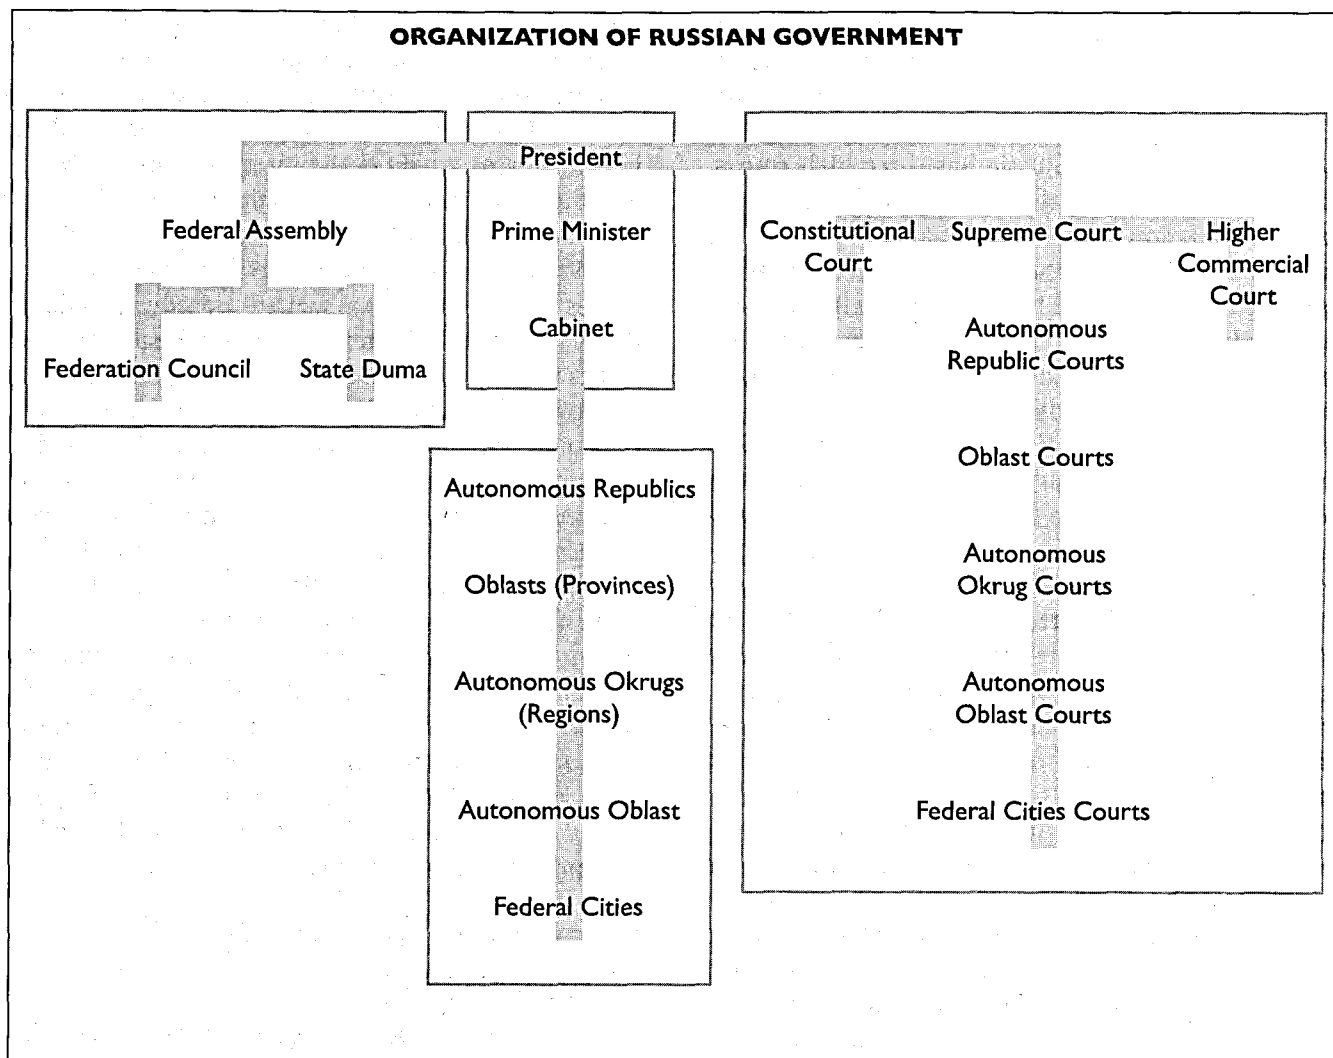 ORGANIZATION OF RUSSIAN GOVERNMENT
President
Federal Assembly
Federation Council
State Duma
Prime Minister
Cabinet
Autonomous Republics
Oblasts (Provinces)
Autonomous Okrugs
(Regions)
Autonomous Oblast
Federal Cities
Constitutional
Court
Supreme Court
Higher
Commercial
Court
Autonomous
Republic Courts
Oblast Courts
Autonomous
Okrug Courts
Autonomous
Oblast Courts
Federal Cities Courts